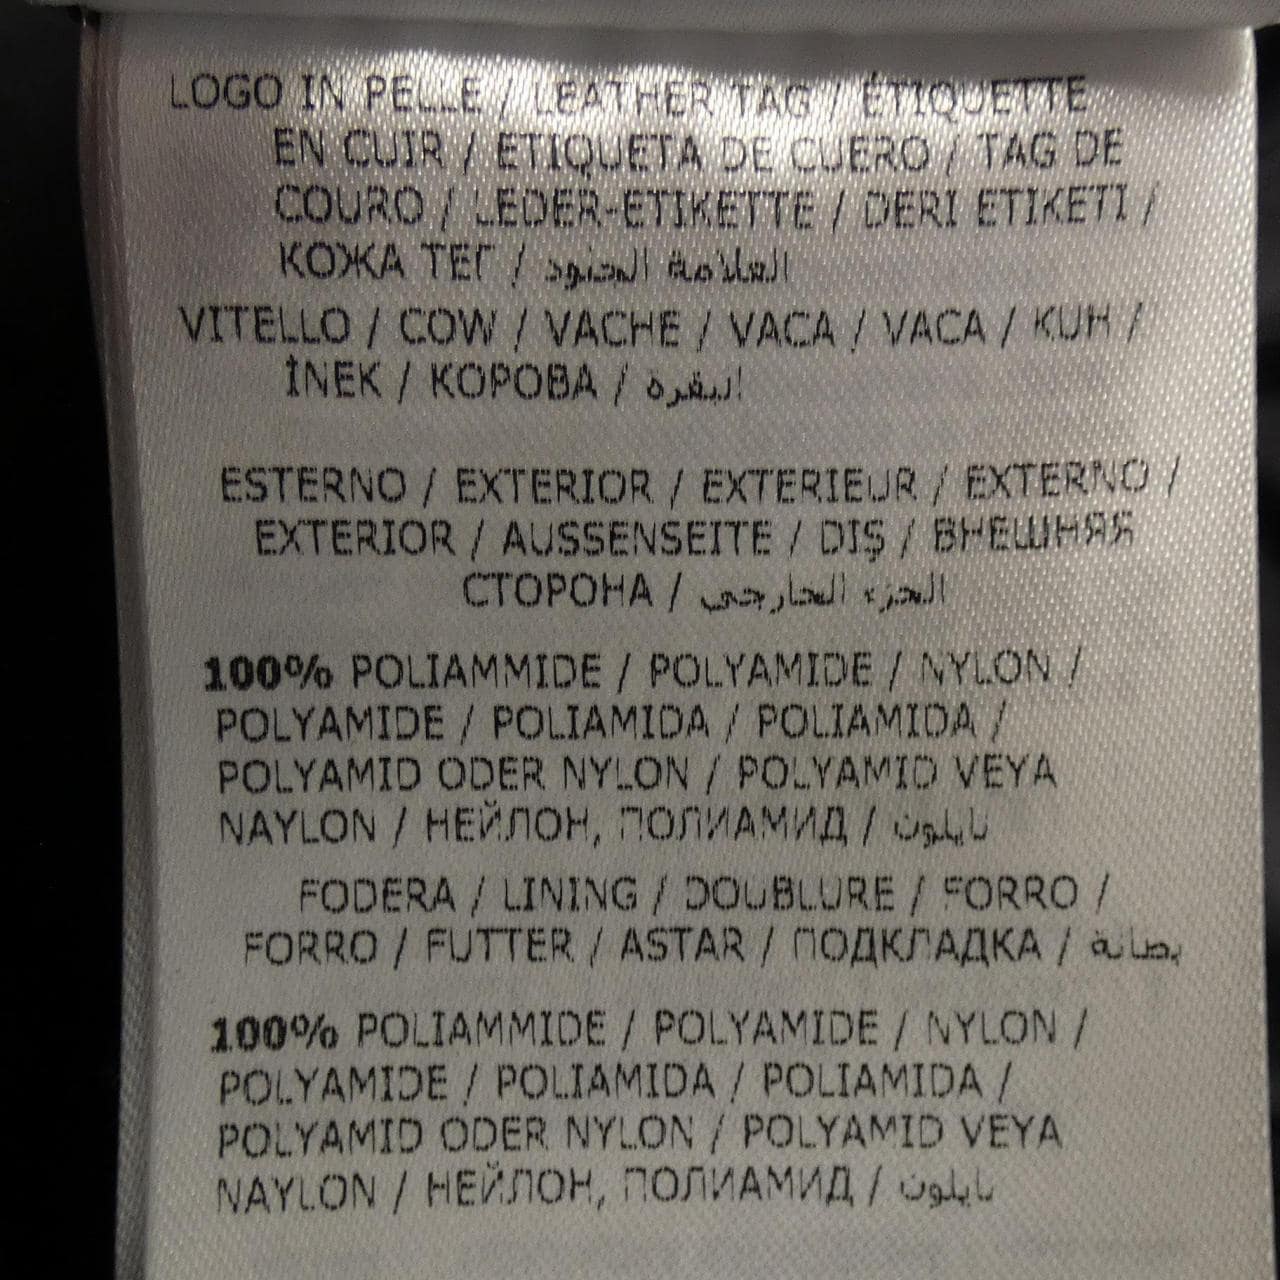 LOGO IN PELLE / LEATHER TAG / ÉTIQUETTE
EN CUIR / ETIQUETA DE CUERO / TAG DE
COURO / LEDER-ETIKETTE / DERI ETIKETI /
КОЖА ТЕГ / العلامة الجنود
VITELLO / COW / VACHE / VACA / VACA / KUH /
İNEK / КОРОВА / البقرة
ESTERNO / EXTERIOR / EXTERIEUR / EXTERNO /
EXTERIOR / AUSSENSEITE / DIŞ / ВНЕШНЯЯ
СТОРОНА / الجزء الخارجي
100% POLIAMMIDE / POLYAMIDE / NYLON /
POLYAMIDE / POLIAMIDA / POLIAMIDA /
POLYAMID ODER NYLON / POLYAMID VEYA
NAYLON / НЕЙЛОН, ПОЛИАМИД / نايلون
FODERA / LINING / DOUBLURE / FORRO /
FORRO / FUTTER / ASTAR / ПОДКЛАДКА / بصانة
100% POLIAMMIDE / POLYAMIDE / NYLON /
POLYAMIDE / POLIAMIDA / POLIAMIDA /
POLYAMID ODER NYLON / POLYAMID VEYA
NAYLON / НЕЙЛОН, ПОЛИАМИД / نايلون